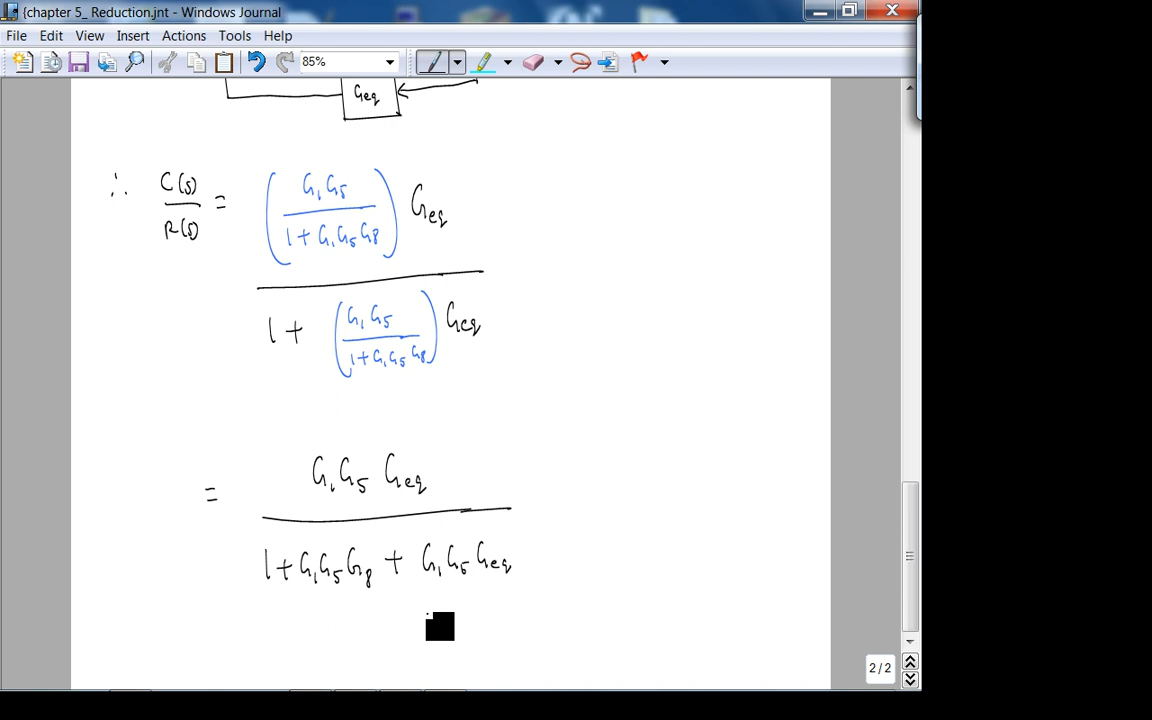 {chapter 5_ Reduction.jnt - Windows Journal
File Edit View Insert Actions Tools Help
85%
Geq
∴ C(s)/R(s) = (G₁G₅ / (1 + G₁G₅G₈)) Geq
1 + (G₁G₅ / (1+G₁G₅G₈)) Geq
= G₁G₅ Geq
1+G₁G₅G₈ + G₁G₅Geq
2 / 2